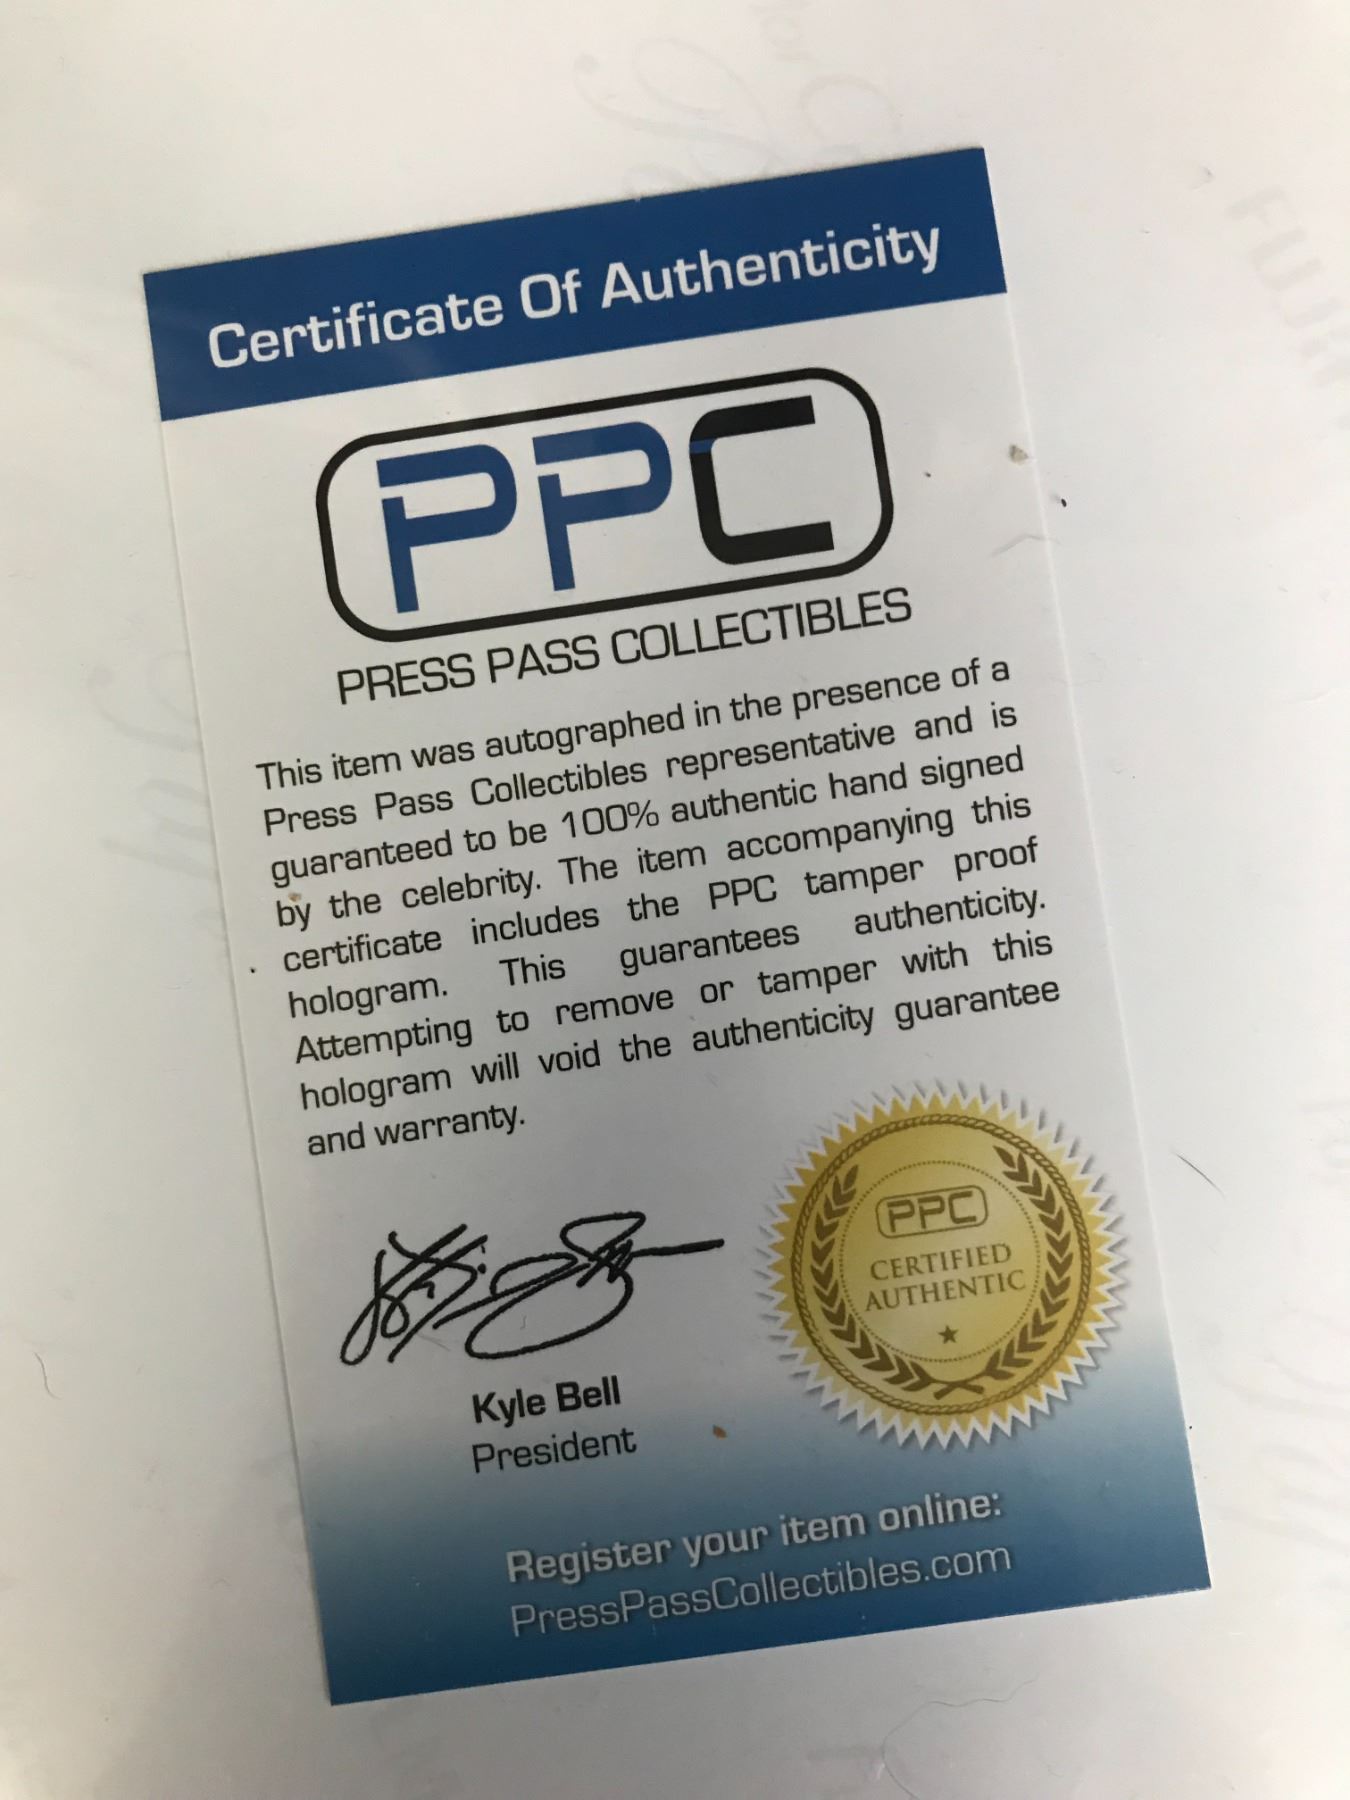 Certificate Of Authenticity
PPC
PRESS PASS COLLECTIBLES
This item was autographed in the presence of a
Press Pass Collectibles representative and is
guaranteed to be 100% authentic hand signed
by the celebrity. The item accompanying this
certificate includes the PPC tamper proof
hologram. This guarantees authenticity.
Attempting to remove or tamper with this
hologram will void the authenticity guarantee
and warranty.
Kyle Bell
President
PPC
CERTIFIED
AUTHENTIC
Register your item online:
PressPassCollectibles.com